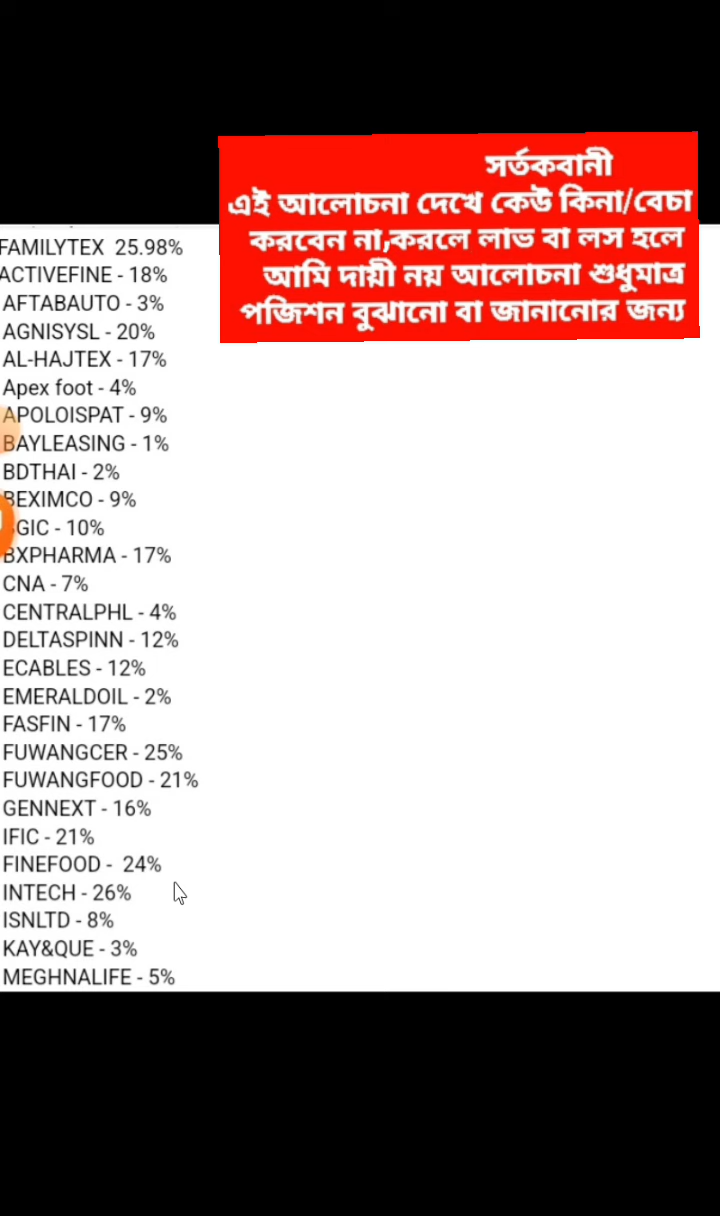 সর্তকবানী
এই আলোচনা দেখে কেউ কিনা/বেচা
করবেন না,করলে লাভ বা লস হলে
আমি দায়ী নয় আলোচনা শুধুমাত্র
পজিশন বুঝানো বা জানানোর জন্য
FAMILYTEX 25.98%
ACTIVEFINE - 18%
AFTABAUTO - 3%
AGNISYSL - 20%
AL-HAJTEX - 17%
Apex foot - 4%
APOLOISPAT - 9%
BAYLEASING - 1%
BDTHAI - 2%
BEXIMCO - 9%
GIC - 10%
BXPHARMA - 17%
CNA - 7%
CENTRALPHL - 4%
DELTASPINN - 12%
ECABLES - 12%
EMERALDOIL - 2%
FASFIN - 17%
FUWANGCER - 25%
FUWANGFOOD - 21%
GENNEXT - 16%
IFIC - 21%
FINEFOOD - 24%
INTECH - 26%
ISNLTD - 8%
KAY&QUE - 3%
MEGHNALIFE - 5%